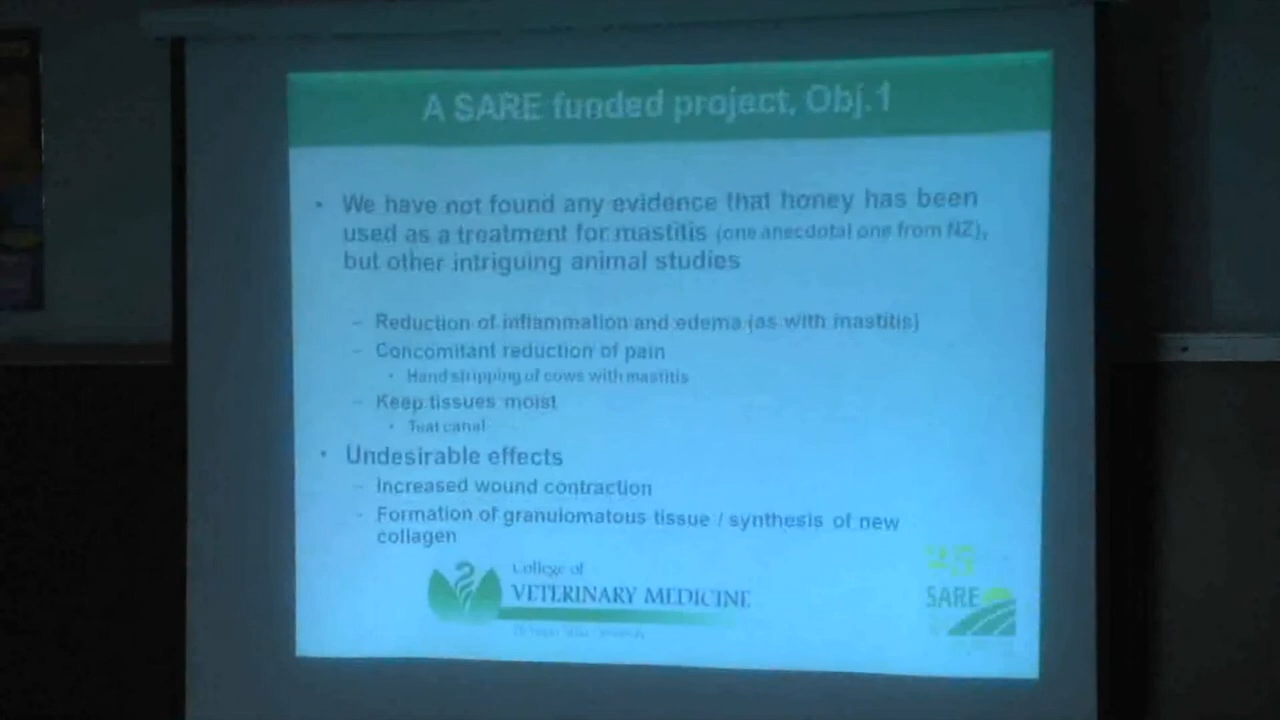 A SARE funded project, Obj.1
• We have not found any evidence that honey has been
used as a treatment for mastitis (one anecdotal one from NZ),
but other intriguing animal studies
– Reduction of inflammation and edema (as with mastitis)
– Concomitant reduction of pain
• Hand stripping of cows with mastitis
– Keep tissues moist
• Teat canal
• Undesirable effects
– Increased wound contraction
– Formation of granulomatous tissue / synthesis of new
collagen
College of
VETERINARY MEDICINE
25
SARE